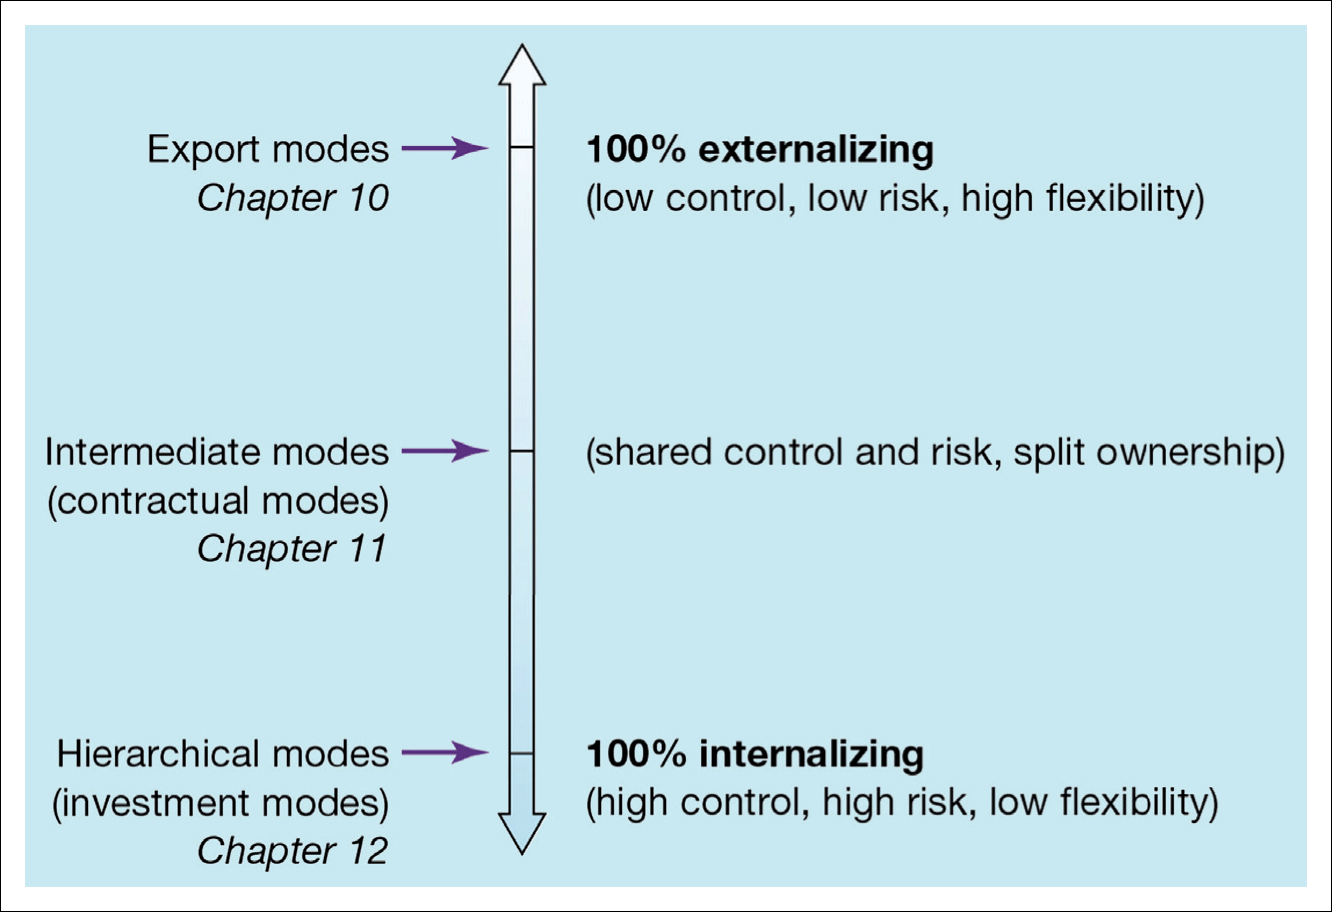 Export modes
Chapter 10
100% externalizing
(low control, low risk, high flexibility)
Intermediate modes
(contractual modes)
Chapter 11
(shared control and risk, split ownership)
Hierarchical modes
(investment modes)
Chapter 12
100% internalizing
(high control, high risk, low flexibility)